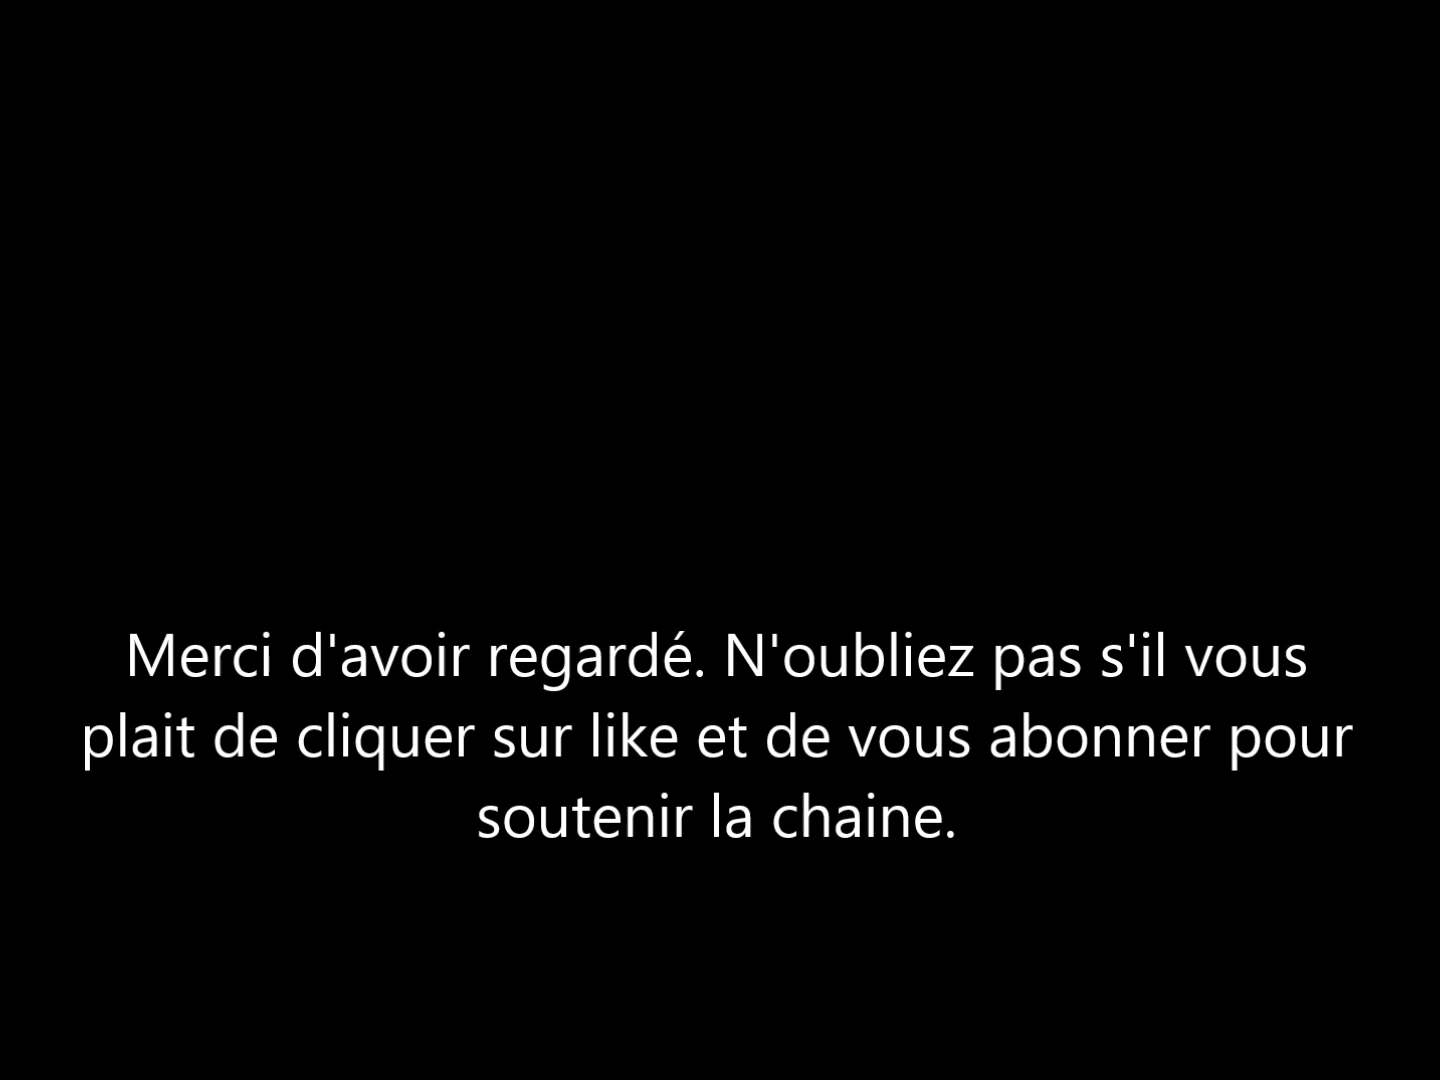 Merci d'avoir regardé. N'oubliez pas s'il vous
plait de cliquer sur like et de vous abonner pour
soutenir la chaine.